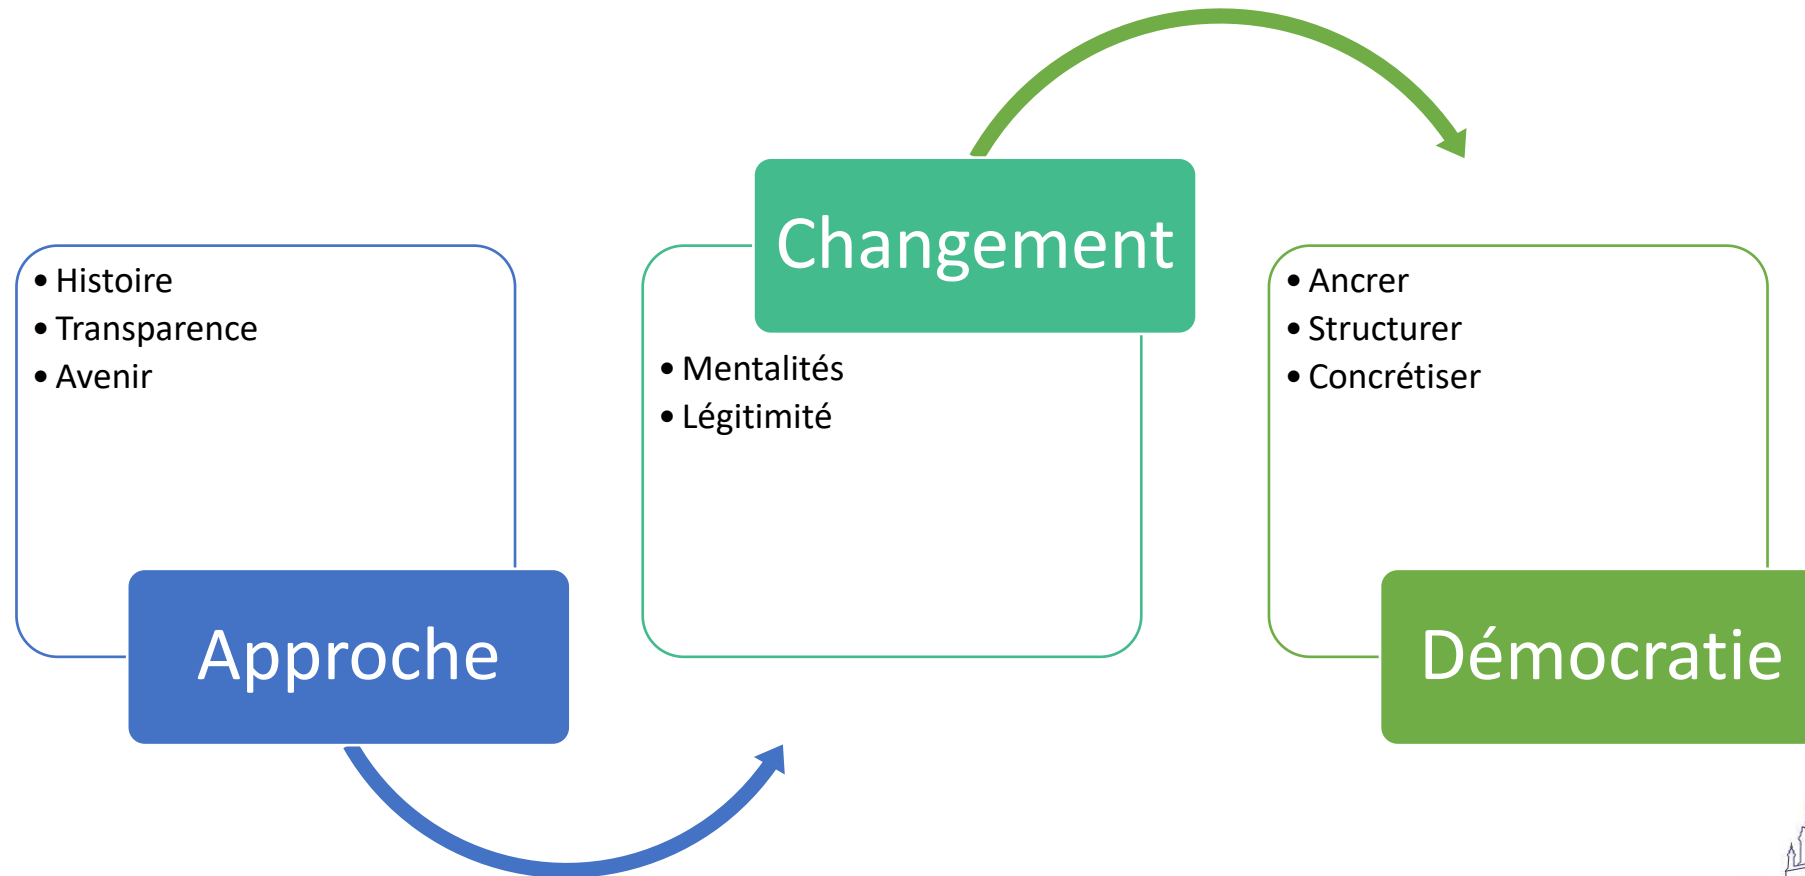 • Histoire
• Transparence
• Avenir
Approche
Changement
• Mentalités
• Légitimité
• Ancrer
• Structurer
• Concrétiser
Démocratie